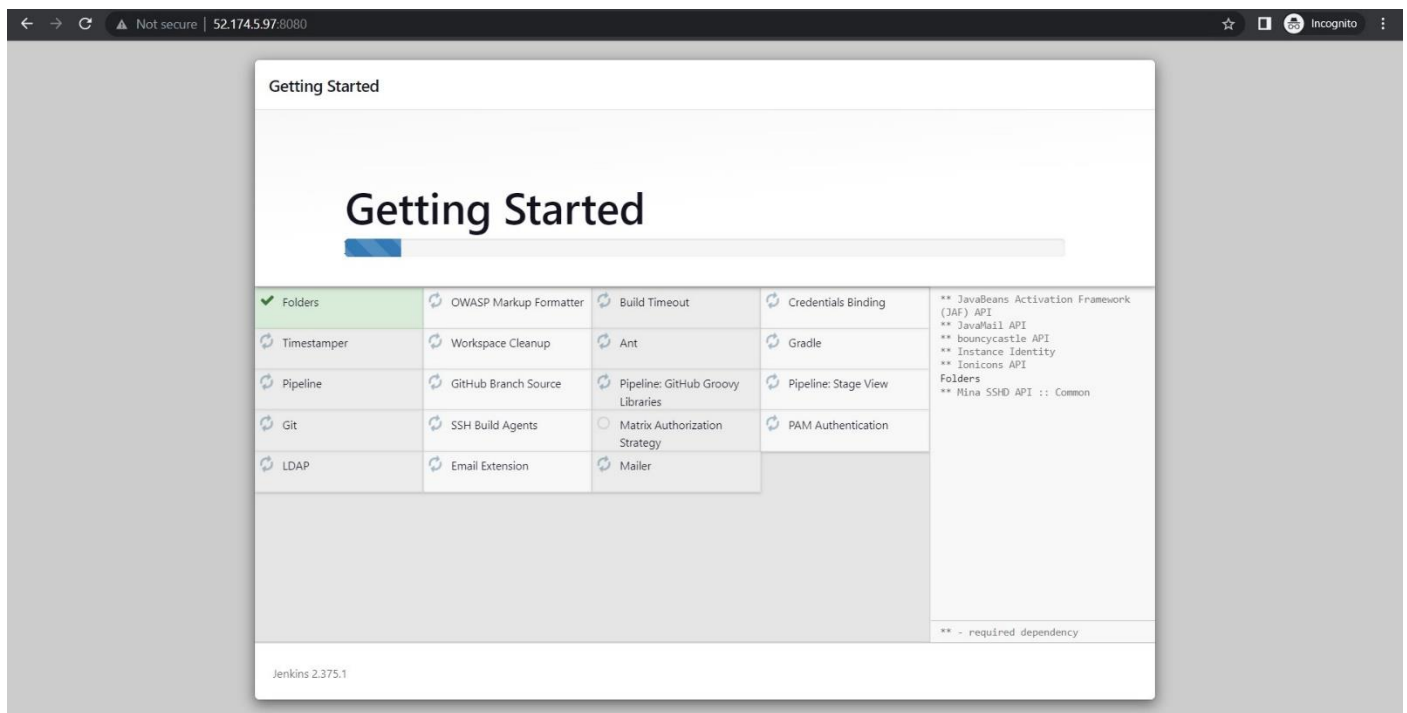 Not secure | 52.174.5.97:8080
Incognito
Getting Started
Getting Started
Folders
OWASP Markup Formatter
Build Timeout
Credentials Binding
Timestamper
Workspace Cleanup
Ant
Gradle
Pipeline
GitHub Branch Source
Pipeline: GitHub Groovy
Libraries
Pipeline: Stage View
Git
SSH Build Agents
Matrix Authorization
Strategy
PAM Authentication
LDAP
Email Extension
Mailer
** JavaBeans Activation Framework
(JAF) API
** JavaMail API
** bouncycastle API
** Instance Identity
** Ionicons API
Folders
** Mina SSHD API :: Common
** - required dependency
Jenkins 2.375.1